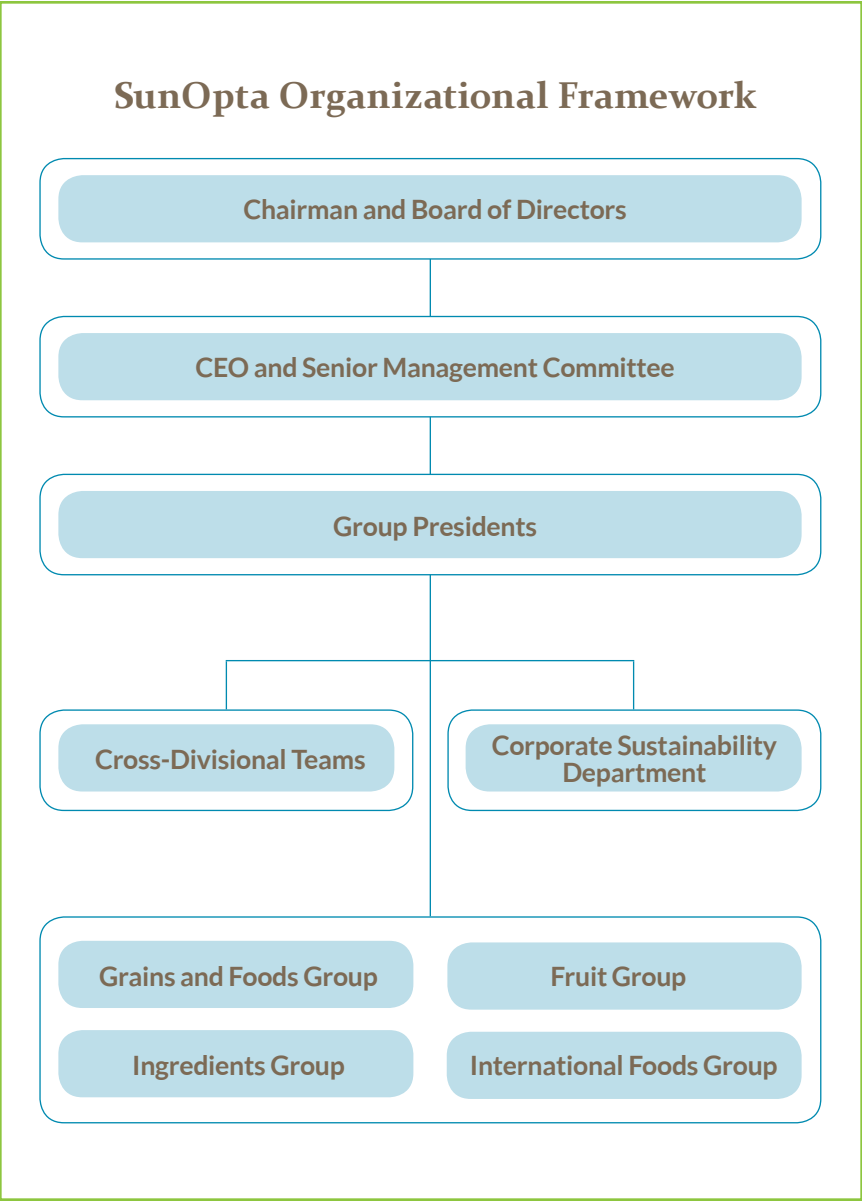 SunOpta Organizational Framework
Chairman and Board of Directors
CEO and Senior Management Committee
Group Presidents
Cross-Divisional Teams
Corporate Sustainability
Department
Grains and Foods Group
Fruit Group
Ingredients Group
International Foods Group